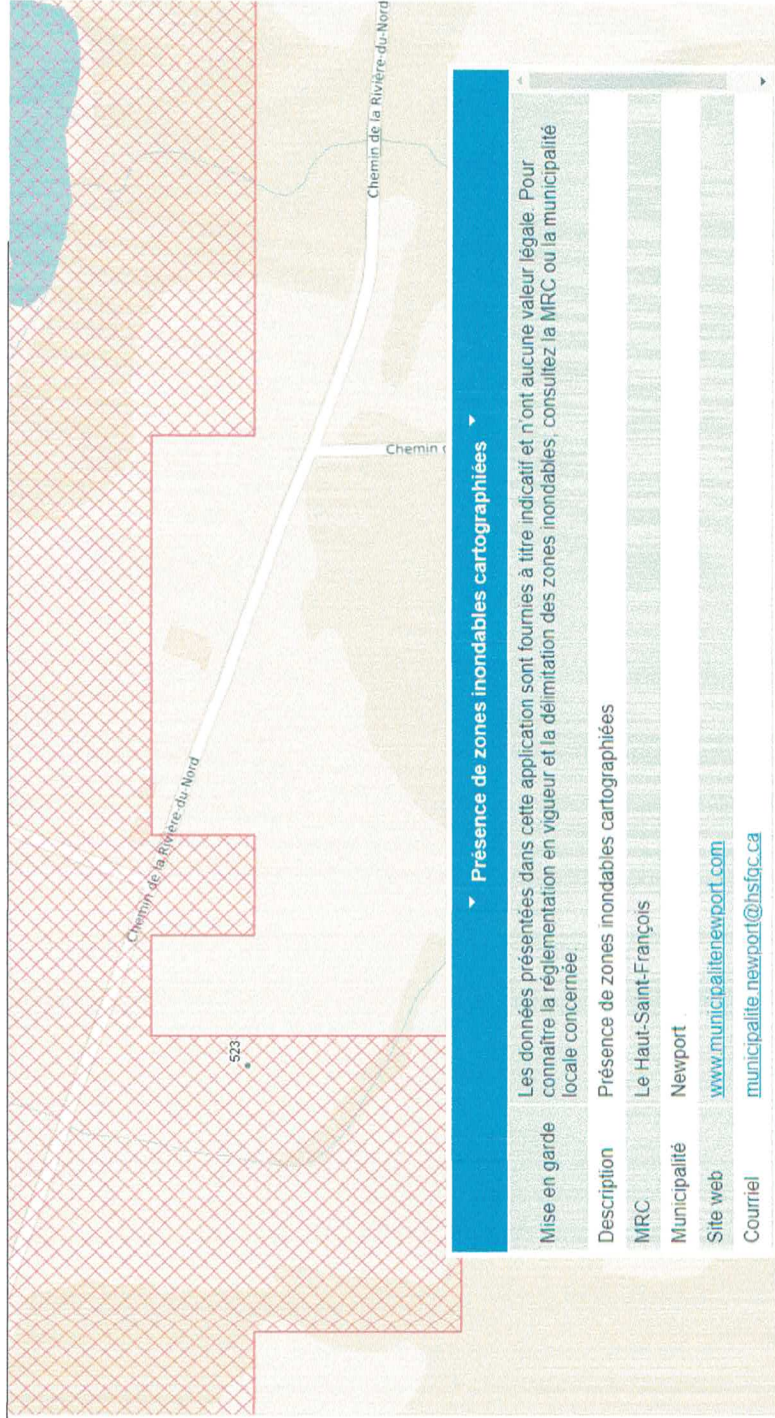 Chemin de la Rivière-du-Nord
Chemin de la Rivière-du-Nord
Chemin
523
Présence de zones inondables cartographiées
Mise en garde
Les données présentées dans cette application sont fournies à titre indicatif et n'ont aucune valeur légale. Pour
connaître la réglementation en vigueur et la délimitation des zones inondables, consultez la MRC ou la municipalité
locale concernée.
Description Présence de zones inondables cartographiées
MRC Le Haut-Saint-François
Municipalité Newport
Site web www.municipalitenewport.com
Courriel municipalite.newport@hsfqc.ca